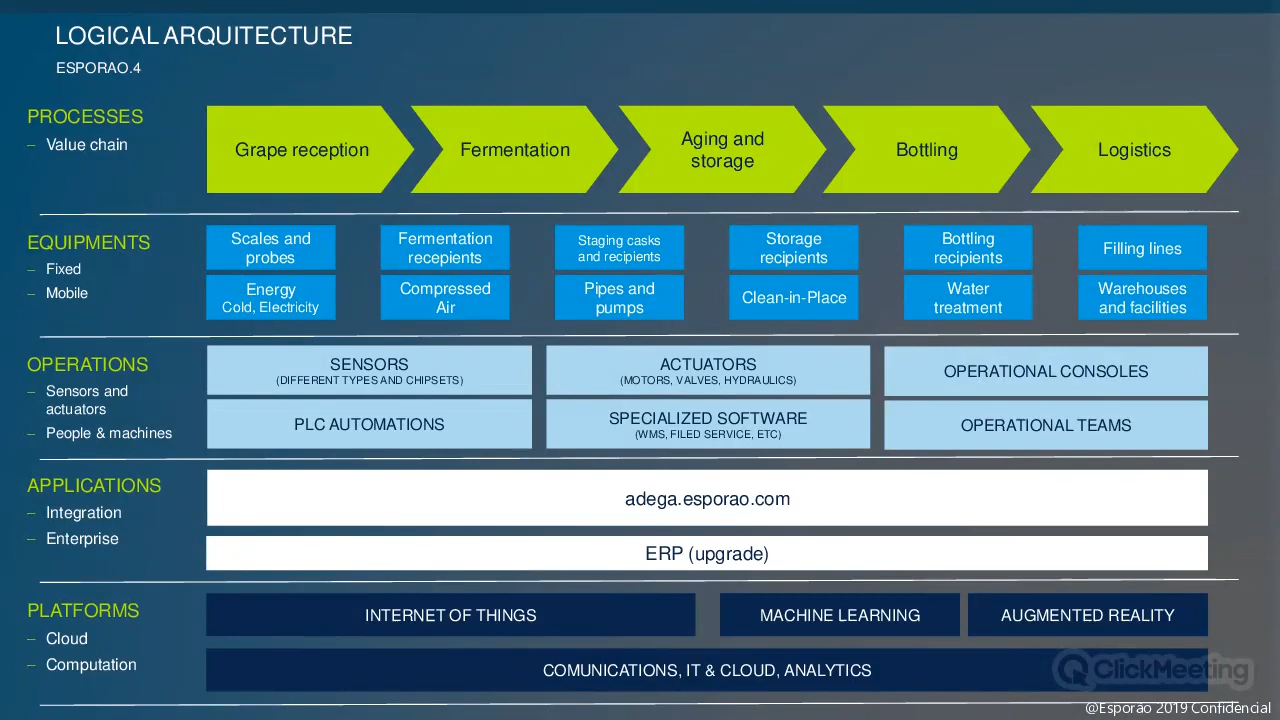 LOGICAL ARQUITECTURE
ESPORAO.4
PROCESSES
– Value chain
Grape reception
Fermentation
Aging and
storage
Bottling
Logistics
EQUIPMENTS
– Fixed
– Mobile
Scales and
probes
Fermentation
recepients
Staging casks
and recipients
Storage
recipients
Bottling
recipients
Filling lines
Energy
Cold, Electricity
Compressed
Air
Pipes and
pumps
Clean-in-Place
Water
treatment
Warehouses
and facilities
OPERATIONS
– Sensors and
actuators
– People & machines
SENSORS
(DIFFERENT TYPES AND CHIPSETS)
ACTUATORS
(MOTORS, VALVES, HYDRAULICS)
OPERATIONAL CONSOLES
PLC AUTOMATIONS
SPECIALIZED SOFTWARE
(WMS, FILED SERVICE, ETC)
OPERATIONAL TEAMS
APPLICATIONS
– Integration
– Enterprise
adega.esporao.com
ERP (upgrade)
PLATFORMS
– Cloud
– Computation
INTERNET OF THINGS
MACHINE LEARNING
AUGMENTED REALITY
COMUNICATIONS, IT & CLOUD, ANALYTICS
ClickMeeting
@Esporao 2019 Confidencial